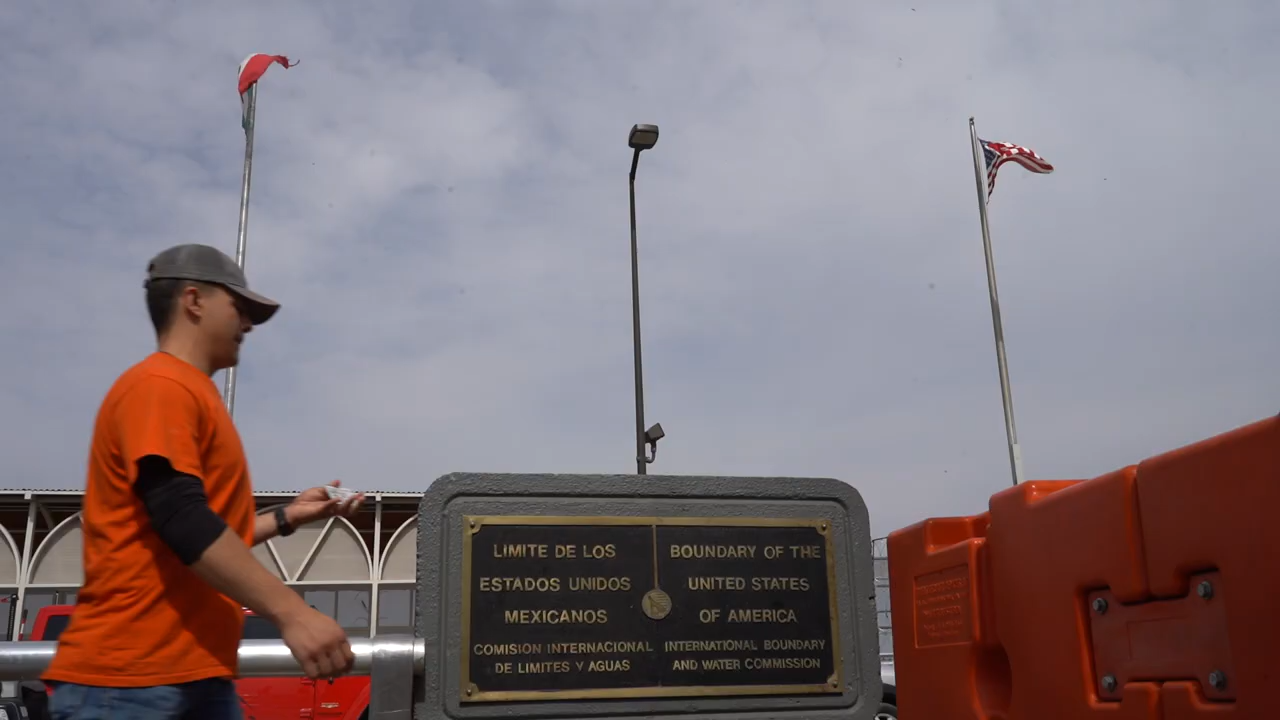 LIMITE DE LOS
ESTADOS UNIDOS
MEXICANOS
COMISION INTERNACIONAL
DE LIMITES Y AGUAS
BOUNDARY OF THE
UNITED STATES
OF AMERICA
INTERNATIONAL BOUNDARY
AND WATER COMMISSION